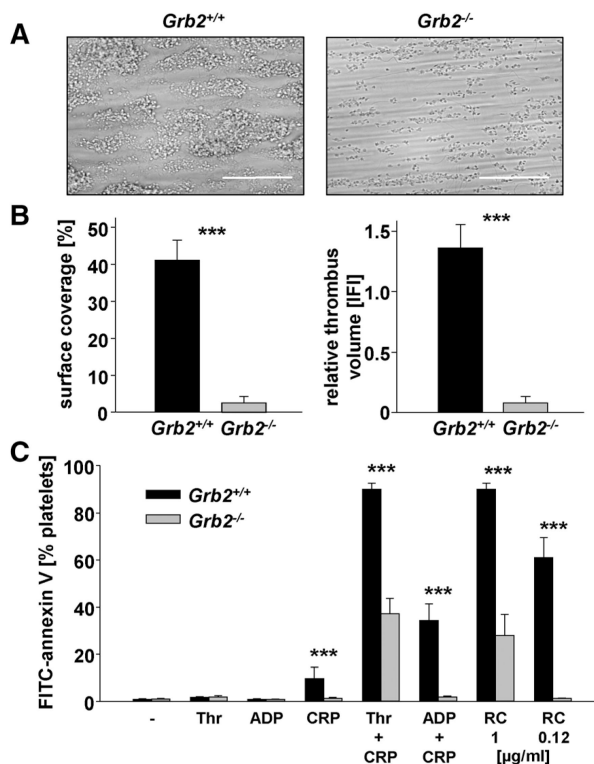 Grb2+/+ Grb2-/-
A
B
surface coverage [%]
50
40
30
20
10
0
***
Grb2+/+ Grb2-/-
relative thrombus
volume [IFI]
1.5
1.0
0.5
0
***
Grb2+/+ Grb2-/-
C
FITC-annexin V [% platelets]
100
80
60
40
20
0
Grb2+/+
Grb2-/-
*** *** *** *** ***
- Thr ADP CRP Thr ADP RC RC
+ + 1 0.12
CRP CRP [µg/ml]